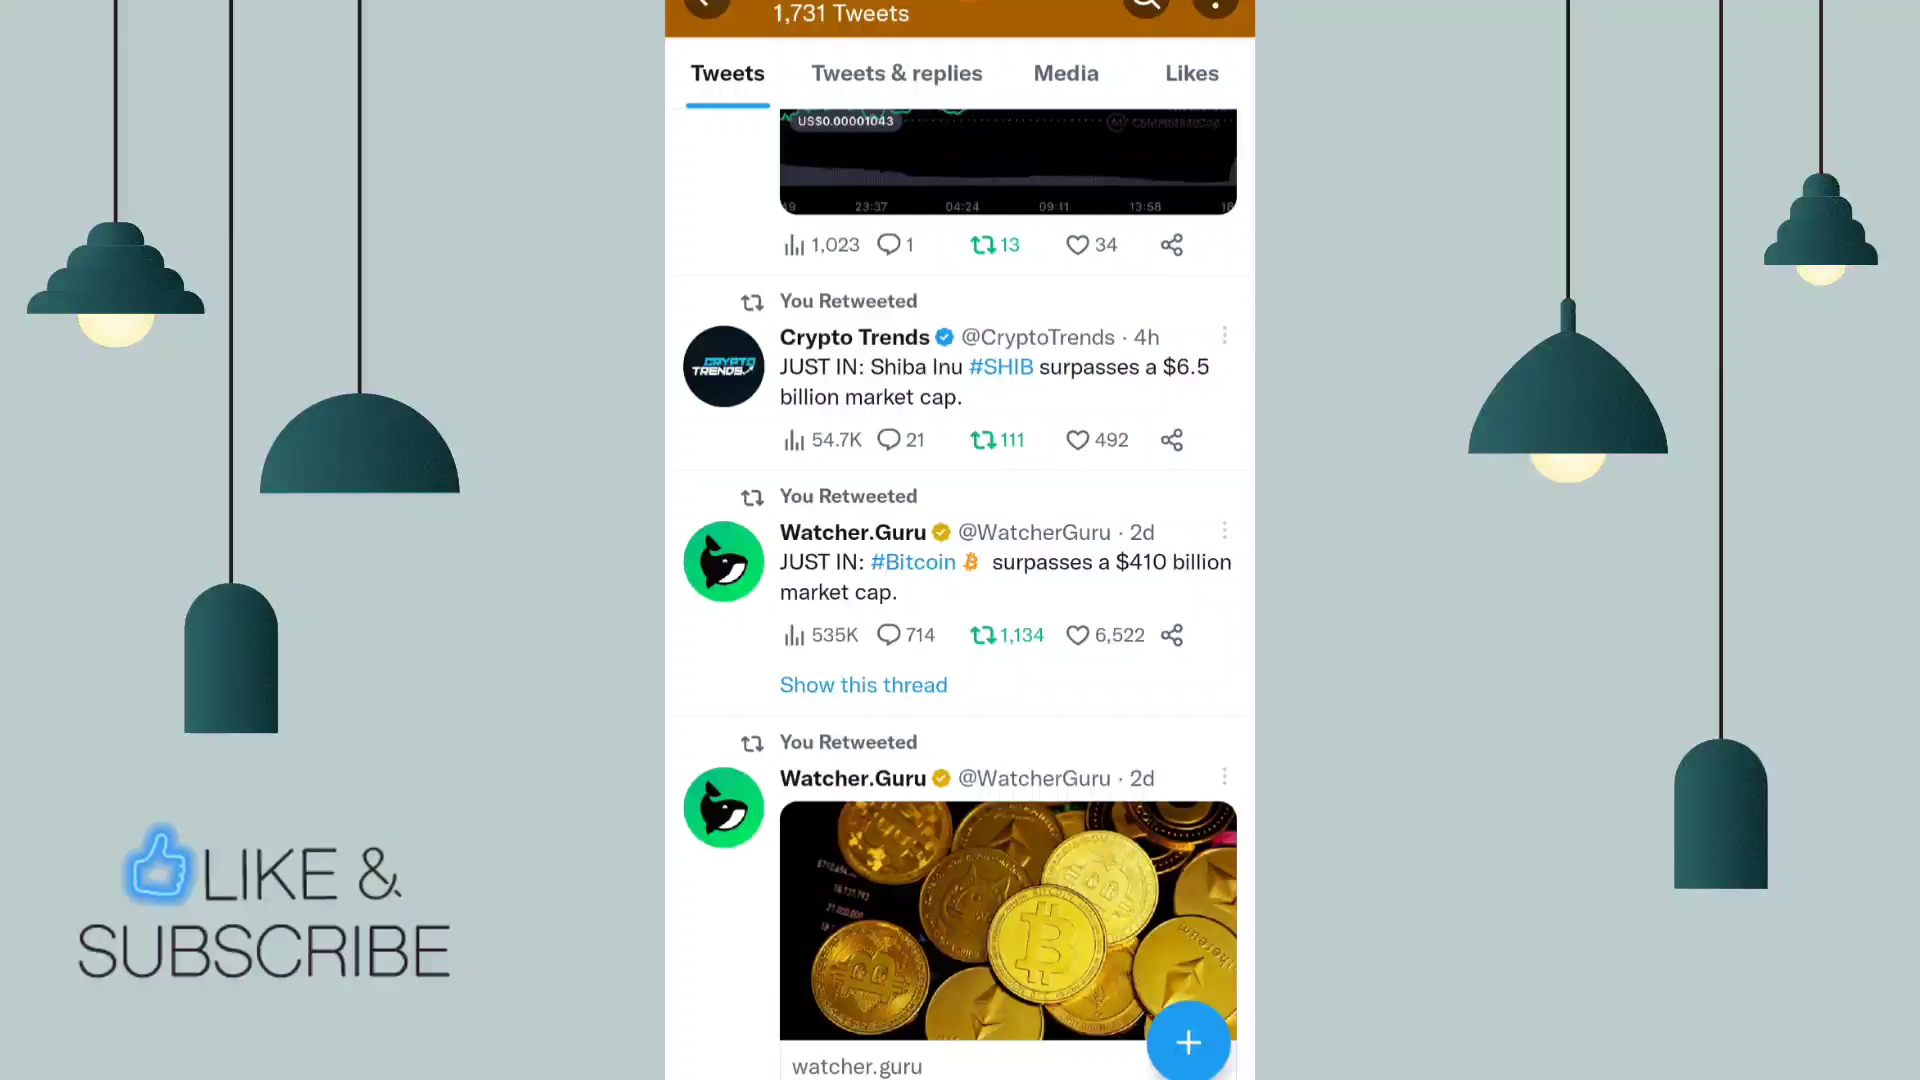 1,731 Tweets
Tweets Tweets & replies Media Likes
US$0.00001043
CoinMarketCap
23:37 04:24 09:11 13:58
1,023 1 13 34
You Retweeted
Crypto Trends @CryptoTrends · 4h
CRYPTO
TRENDS
JUST IN: Shiba Inu #SHIB surpasses a $6.5
billion market cap.
54.7K 21 111 492
You Retweeted
Watcher.Guru @WatcherGuru · 2d
JUST IN: #Bitcoin surpasses a $410 billion
market cap.
535K 714 1,134 6,522
Show this thread
You Retweeted
Watcher.Guru @WatcherGuru · 2d
watcher.guru
LIKE &
SUBSCRIBE